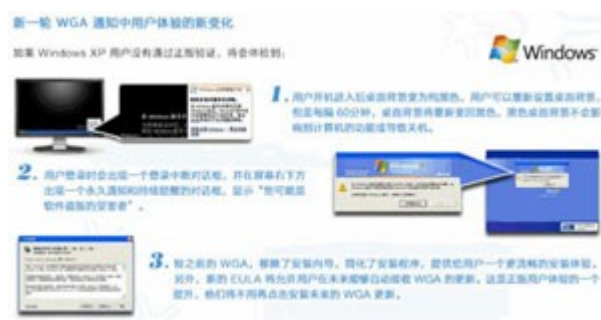 新一轮 WGA 通知中用户体验的新变化
如果 Windows XP 用户没有通过正版验证，将会体验到：
Windows
1. 用户开机进入后桌面背景变为纯黑色，用户可以重新设置桌面背景，
但是每隔 60分钟，桌面背景将重新变回黑色。黑色桌面背景不会影
响到计算机的功能或导致关机。
2. 用户登录时会出现一个登录中断对话框，并在屏幕右下方
出现一个永久通知和持续提醒的对话框，显示“您可能是
软件盗版的受害者”。
3. 较之前的 WGA，移除了安装向导，简化了安装程序，提供给用户一个更流畅的安装体验。
另外，新的 EULA 将允许用户在未来能够自动接收 WGA 的更新。这是正版用户体验的一个
提升，他们将不用再点击安装未来的 WGA 更新。